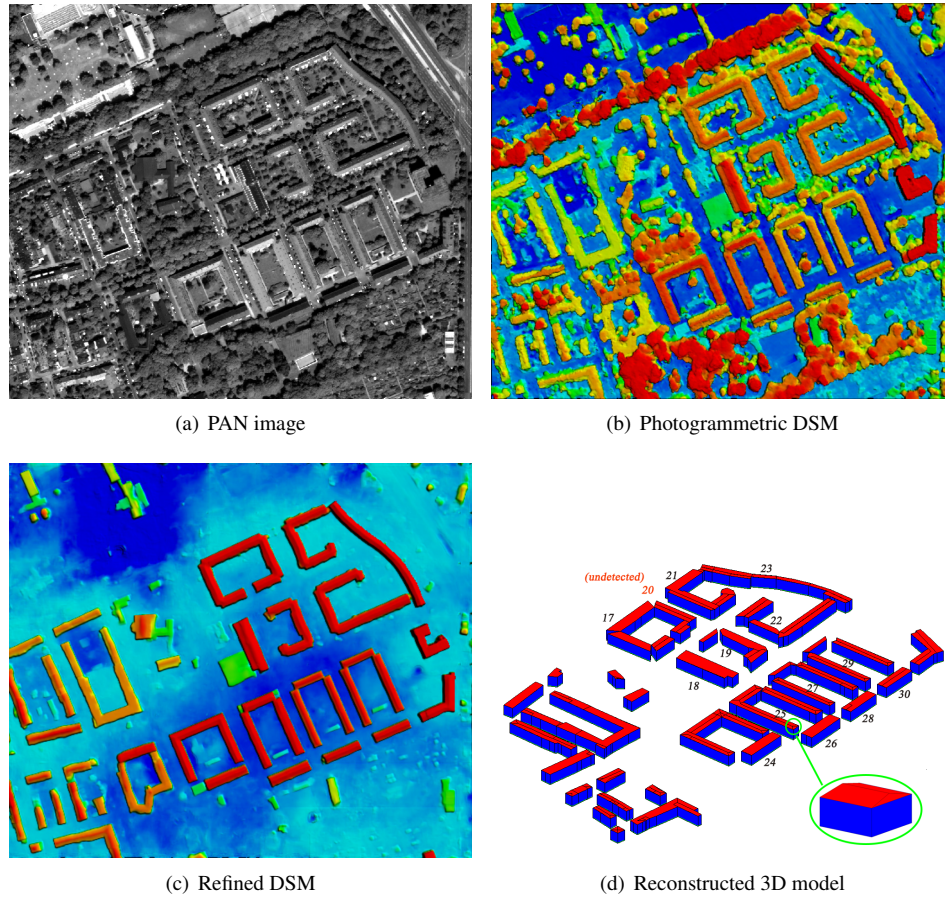 (a) PAN image
(b) Photogrammetric DSM
(c) Refined DSM
(undetected)
20
21
23
17
22
19
18
29
27
30
25
28
26
24
(d) Reconstructed 3D model